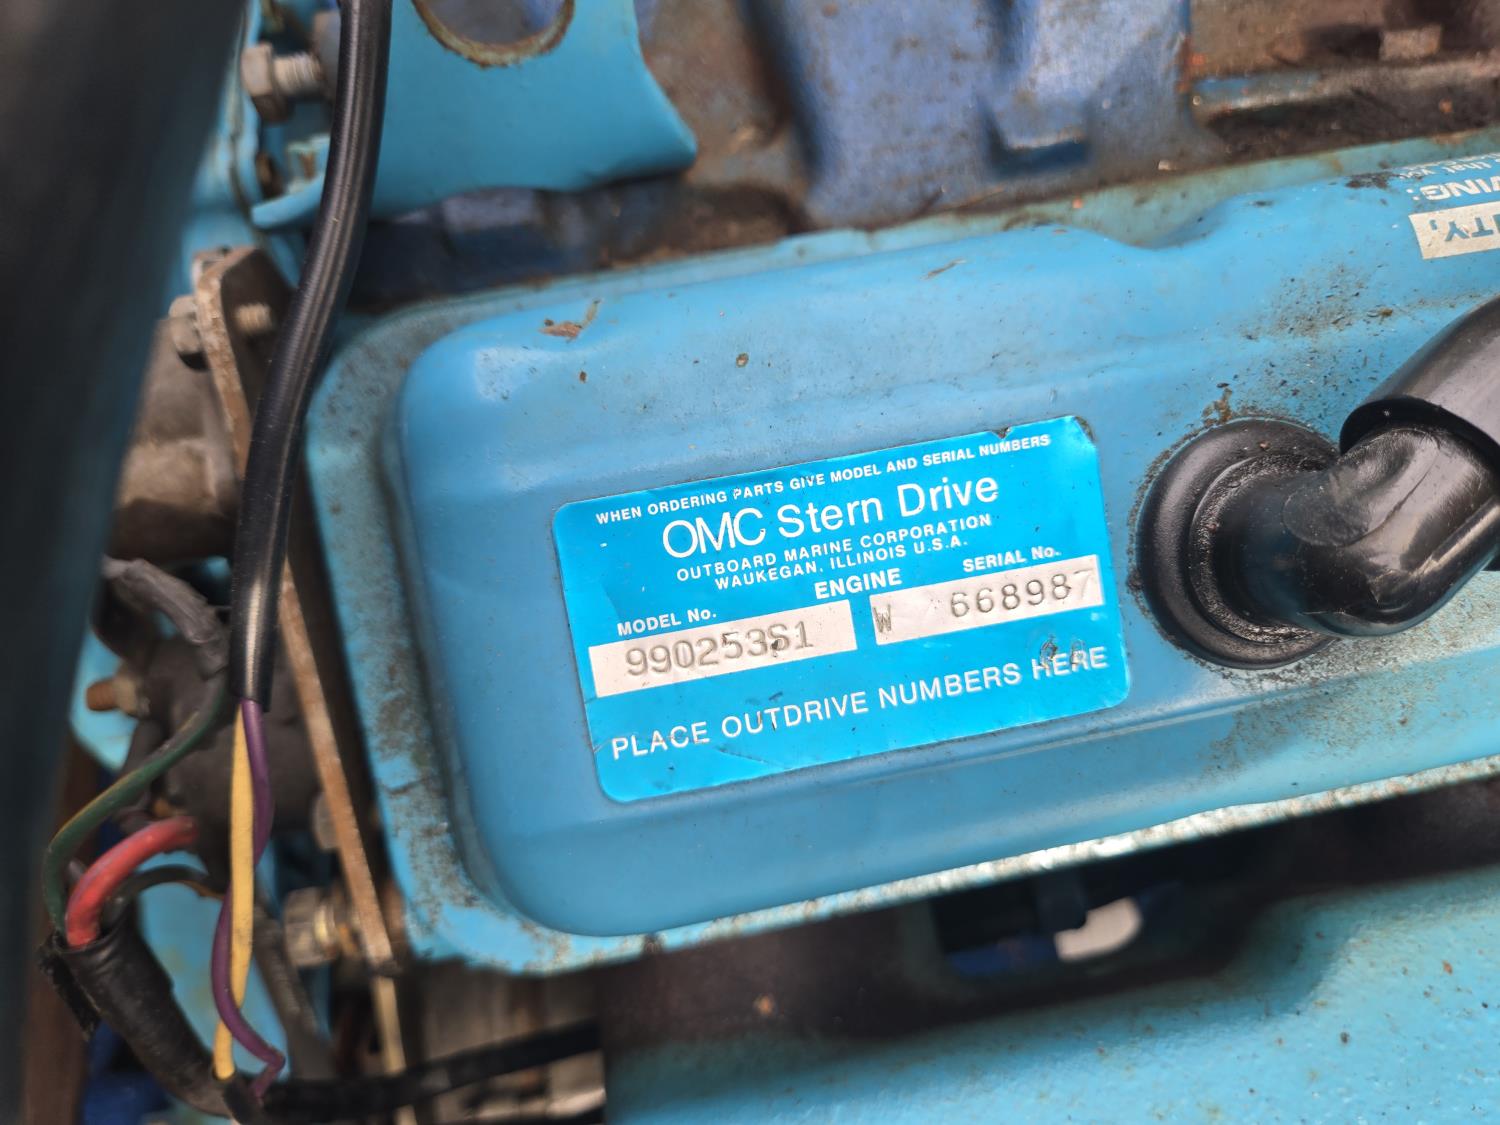 WHEN ORDERING PARTS GIVE MODEL AND SERIAL NUMBERS
OMC Stern Drive
OUTBOARD MARINE CORPORATION
WAUKEGAN, ILLINOIS U.S.A.
ENGINE
MODEL No. SERIAL No.
990253S1 W 668987
PLACE OUTDRIVE NUMBERS HERE